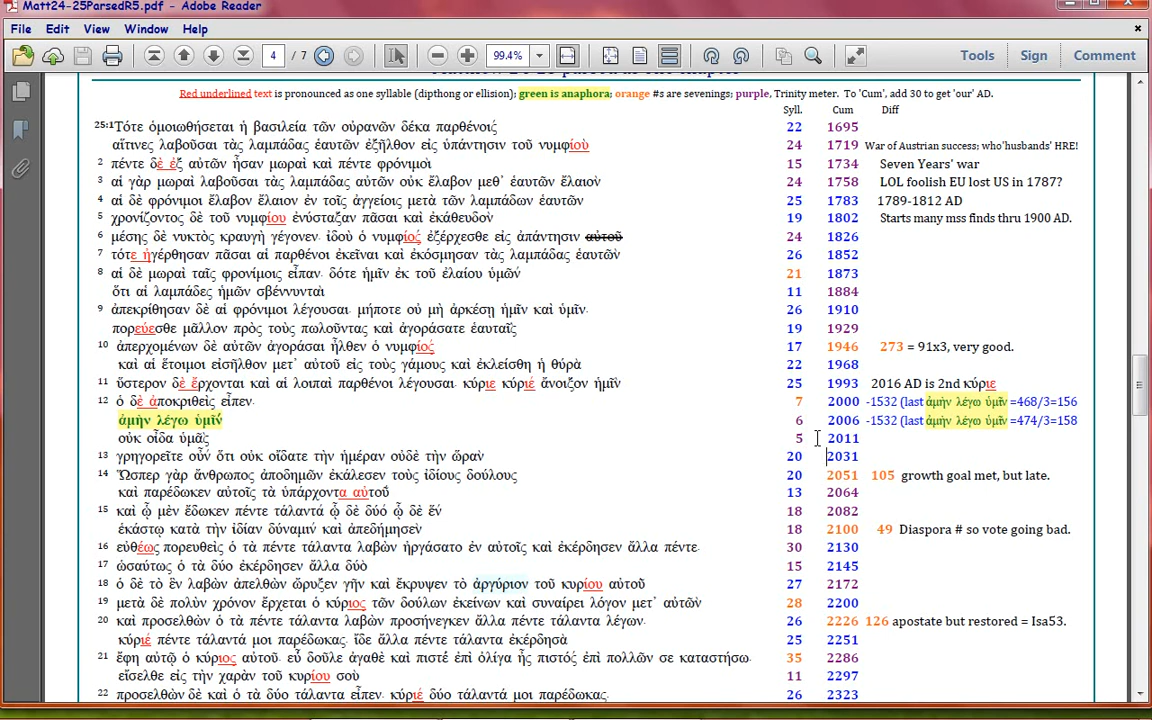 Matt24-25ParsedR5.pdf - Adobe Reader
File Edit View Window Help
4 / 7 99.4% Tools Sign Comment
Red underlined text is pronounced as one syllable (dipthong or ellision); green is anaphora; orange #s are sevenings; purple, Trinity meter. To 'Cum', add 30 to get 'our' AD.
Syll. Cum Diff
25:1 Τότε ὁμοιωθήσεται ἡ βασιλεία τῶν οὐρανῶν δέκα παρθένοις 22 1695
αἵτινες λαβοῦσαι τὰς λαμπάδας ἑαυτῶν ἐξῆλθον εἰς ὑπάντησιν τοῦ νυμφίοὺ 24 1719 War of Austrian success; who'husbands' HRE!
2 πέντε δὲ ἐξ αὐτῶν ἦσαν μωραὶ καὶ πέντε φρόνιμοι 15 1734 Seven Years' war
3 αἱ γὰρ μωραὶ λαβοῦσαι τὰς λαμπάδας αὐτῶν οὐκ ἔλαβον μεθ᾽ ἑαυτῶν ἔλαιον 24 1758 LOL foolish EU lost US in 1787?
4 αἱ δὲ φρόνιμοι ἔλαβον ἔλαιον ἐν τοῖς ἀγγείοις μετὰ τῶν λαμπάδων ἑαυτῶν 25 1783 1789-1812 AD
5 χρονίζοντος δὲ τοῦ νυμφίου ἐνύσταξαν πᾶσαι καὶ ἐκάθευδον 19 1802 Starts many mss finds thru 1900 AD.
6 μέσης δὲ νυκτὸς κραυγὴ γέγονεν· ἰδοὺ ὁ νυμφίος ἐξέρχεσθε εἰς ἀπάντησιν αὐτοῦ 24 1826
7 τότε ἠγέρθησαν πᾶσαι αἱ παρθένοι ἐκεῖναι καὶ ἐκόσμησαν τὰς λαμπάδας ἑαυτῶν 26 1852
8 αἱ δὲ μωραὶ ταῖς φρονίμοις εἶπαν· δότε ἡμῖν ἐκ τοῦ ἐλαίου ὑμῶν 21 1873
ὅτι αἱ λαμπάδες ἡμῶν σβέννυνται 11 1884
9 ἀπεκρίθησαν δὲ αἱ φρόνιμοι λέγουσαι· μήποτε οὐ μὴ ἀρκέσῃ ἡμῖν καὶ ὑμῖν· 26 1910
πορεύεσθε μᾶλλον πρὸς τοὺς πωλοῦντας καὶ ἀγοράσατε ἑαυταῖς 19 1929
10 ἀπερχομένων δὲ αὐτῶν ἀγοράσαι ἦλθεν ὁ νυμφίος 17 1946 273 = 91x3, very good.
καὶ αἱ ἕτοιμοι εἰσῆλθον μετ᾽ αὐτοῦ εἰς τοὺς γάμους καὶ ἐκλείσθη ἡ θύρὰ 22 1968
11 ὕστερον δὲ ἔρχονται καὶ αἱ λοιπαὶ παρθένοι λέγουσαι· κύριε κύριέ ἄνοιξον ἡμῖν 25 1993 2016 AD is 2nd κύριε
12 ὁ δὲ ἀποκριθεὶς εἶπεν· 7 2000 -1532 (last ἀμὴν λέγω ὑμῖν =468/3=156
ἀμὴν λέγω ὑμῖν 6 2006 -1532 (last ἀμὴν λέγω ὑμῖν =474/3=158
οὐκ οἶδα ὑμᾶς 5 2011
13 γρηγορεῖτε οὖν ὅτι οὐκ οἴδατε τὴν ἡμέραν οὐδὲ τὴν ὥραν 20 2031
14 Ὥσπερ γὰρ ἄνθρωπος ἀποδημῶν ἐκάλεσεν τοὺς ἰδίους δούλους 20 2051 105 growth goal met, but late.
καὶ παρέδωκεν αὐτοῖς τὰ ὑπάρχοντα αὐτοῦ 13 2064
15 καὶ ᾧ μὲν ἔδωκεν πέντε τάλαντα ᾧ δὲ δύό ᾧ δὲ ἕν 18 2082
ἑκάστῳ κατὰ τὴν ἰδίαν δύναμιν καὶ ἀπεδήμησεν 18 2100 49 Diaspora # so vote going bad.
16 εὐθέως πορευθεὶς ὁ τὰ πέντε τάλαντα λαβὼν ἠργάσατο ἐν αὐτοῖς καὶ ἐκέρδησεν ἄλλα πέντε· 30 2130
17 ὡσαύτως ὁ τὰ δύο ἐκέρδησεν ἄλλα δύὸ 15 2145
18 ὁ δὲ τὸ ἓν λαβὼν ἀπελθὼν ὤρυξεν γῆν καὶ ἔκρυψεν τὸ ἀργύριον τοῦ κυρίου αὐτοῦ 27 2172
19 μετὰ δὲ πολὺν χρόνον ἔρχεται ὁ κύριος τῶν δούλων ἐκείνων καὶ συναίρει λόγον μετ᾽ αὐτῶν 28 2200
20 καὶ προσελθὼν ὁ τὰ πέντε τάλαντα λαβὼν προσήνεγκεν ἄλλα πέντε τάλαντα λέγων· 26 2226 126 apostate but restored = Isa53.
κύριέ πέντε τάλαντά μοι παρέδωκας· ἴδε ἄλλα πέντε τάλαντα ἐκέρδησὰ 25 2251
21 ἔφη αὐτῷ ὁ κύριος αὐτοῦ· εὖ δοῦλε ἀγαθὲ καὶ πιστέ ἐπὶ ὀλίγα ἦς πιστός ἐπὶ πολλῶν σε καταστήσω· 35 2286
εἴσελθε εἰς τὴν χαρὰν τοῦ κυρίου σοὺ 11 2297
22 προσελθὼν δὲ καὶ ὁ τὰ δύο τάλαντα εἶπεν· κύριέ δύο τάλαντά μοι παρέδωκας· 26 2323